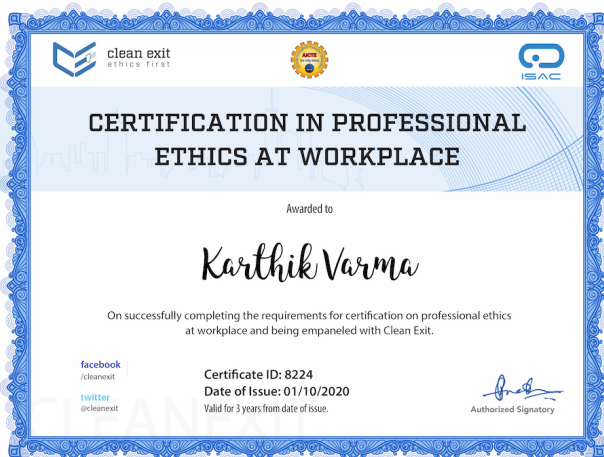 clean exit
ethics first
AICTE
ISAC
CERTIFICATION IN PROFESSIONAL
ETHICS AT WORKPLACE
Awarded to
Karthik Varma
On successfully completing the requirements for certification on professional ethics
at workplace and being empaneled with Clean Exit.
facebook
/cleanexit
twitter
@cleanexit
Certificate ID: 8224
Date of Issue: 01/10/2020
Valid for 3 years from date of issue.
Authorized Signatory
CLEANEXIT